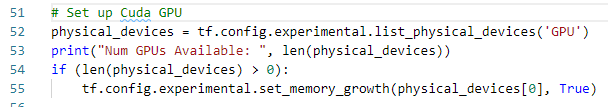 51 # Set up Cuda GPU
52 physical_devices = tf.config.experimental.list_physical_devices('GPU')
53 print("Num GPUs Available: ", len(physical_devices))
54 if (len(physical_devices) > 0):
55     tf.config.experimental.set_memory_growth(physical_devices[0], True)